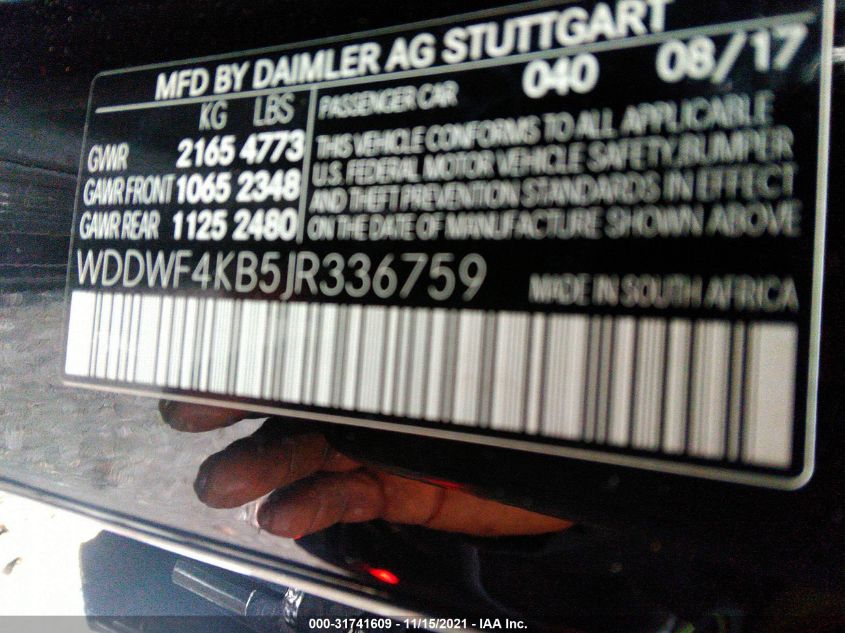 MFD BY DAIMLER AG STUTTGART
040 08/17
KG LBS
GVWR 2165 4773
GAWR FRONT 1065 2348
GAWR REAR 1125 2480
PASSENGER CAR
THIS VEHICLE CONFORMS TO ALL APPLICABLE
U.S. FEDERAL MOTOR VEHICLE SAFETY, BUMPER
AND THEFT PREVENTION STANDARDS IN EFFECT
ON THE DATE OF MANUFACTURE SHOWN ABOVE
WDDWF4KB5JR336759
MADE IN SOUTH AFRICA
000-31741609 - 11/15/2021 - IAA Inc.